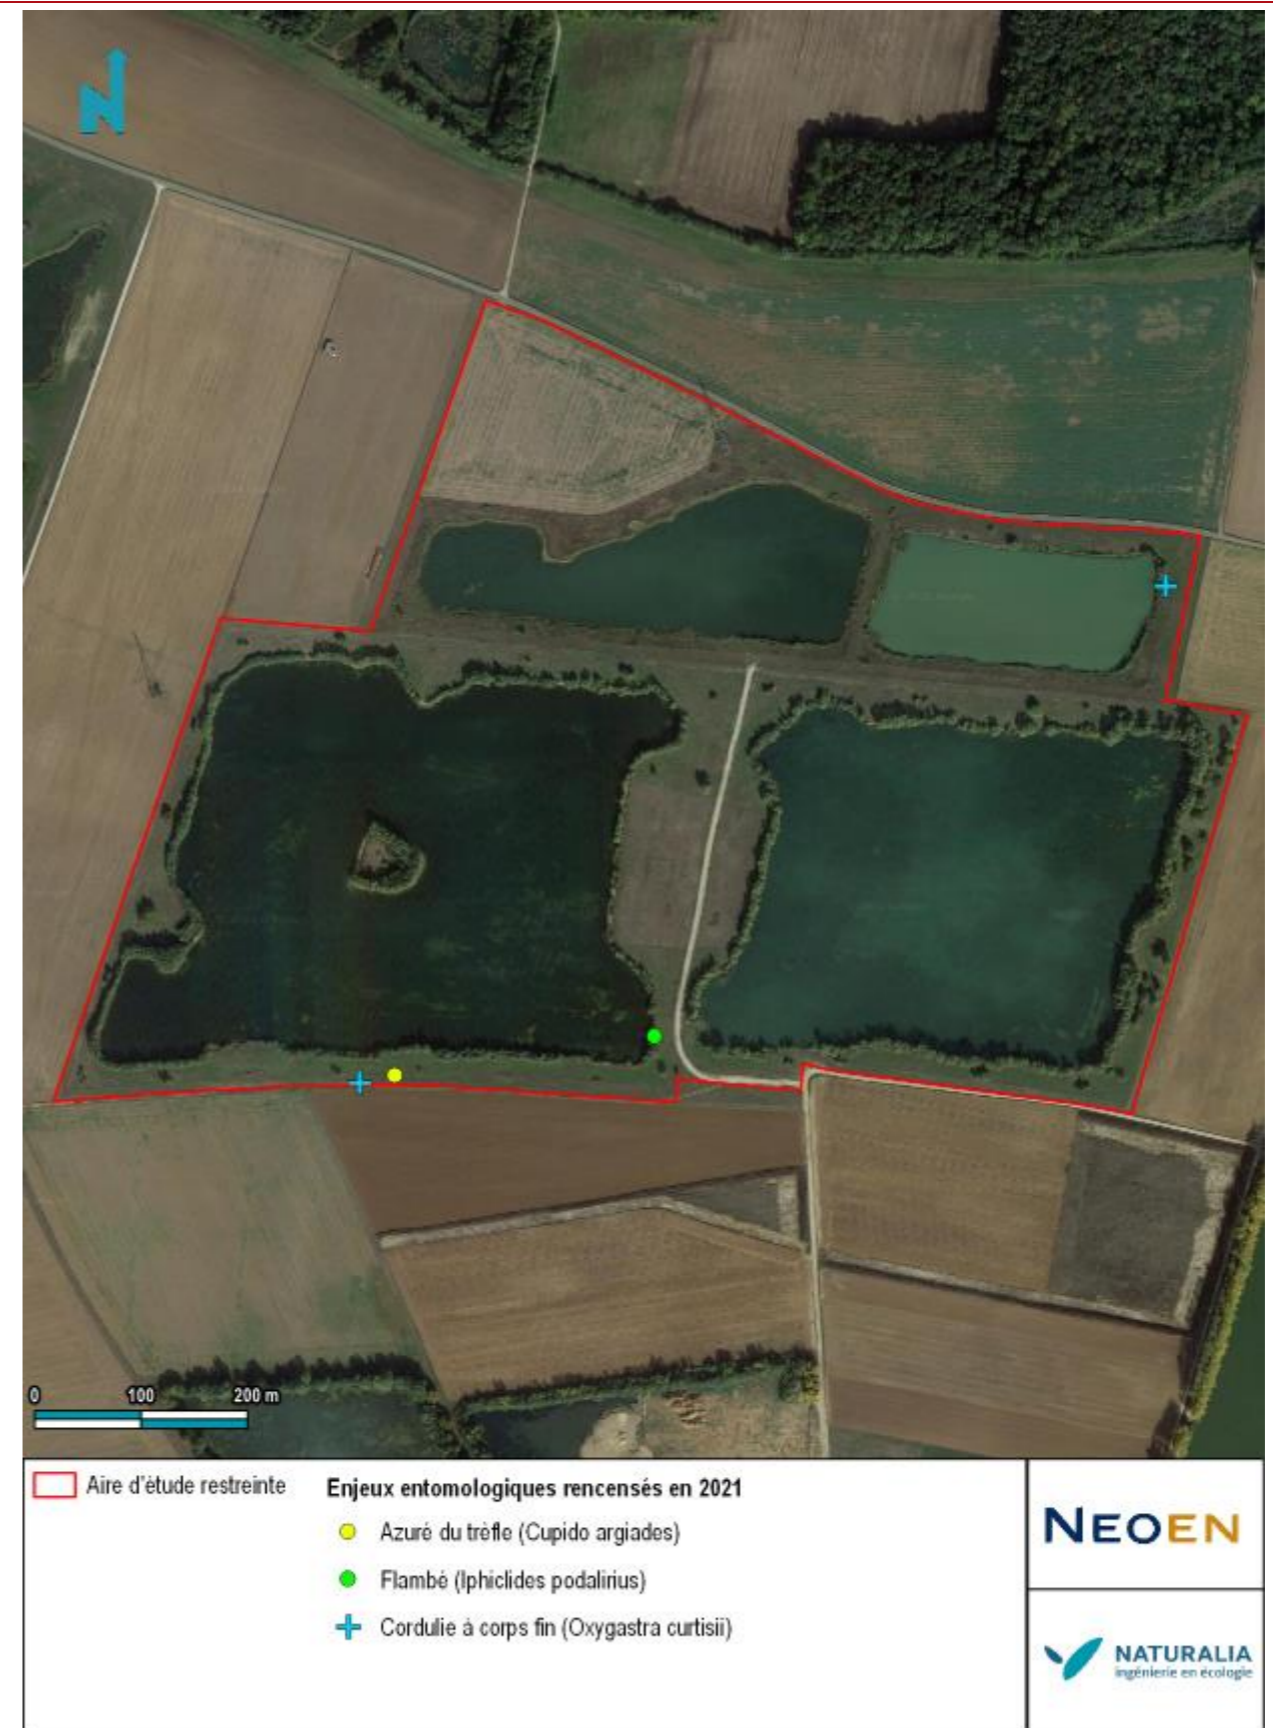 N
0 100 200 m
Aire d'étude restreinte
Enjeux entomologiques rencensés en 2021
Azuré du trèfle (Cupido argiades)
Flambé (Iphiclides podalirius)
Cordulie à corps fin (Oxygastra curtisii)
NEOEN
NATURALIA
ingénierie en écologie